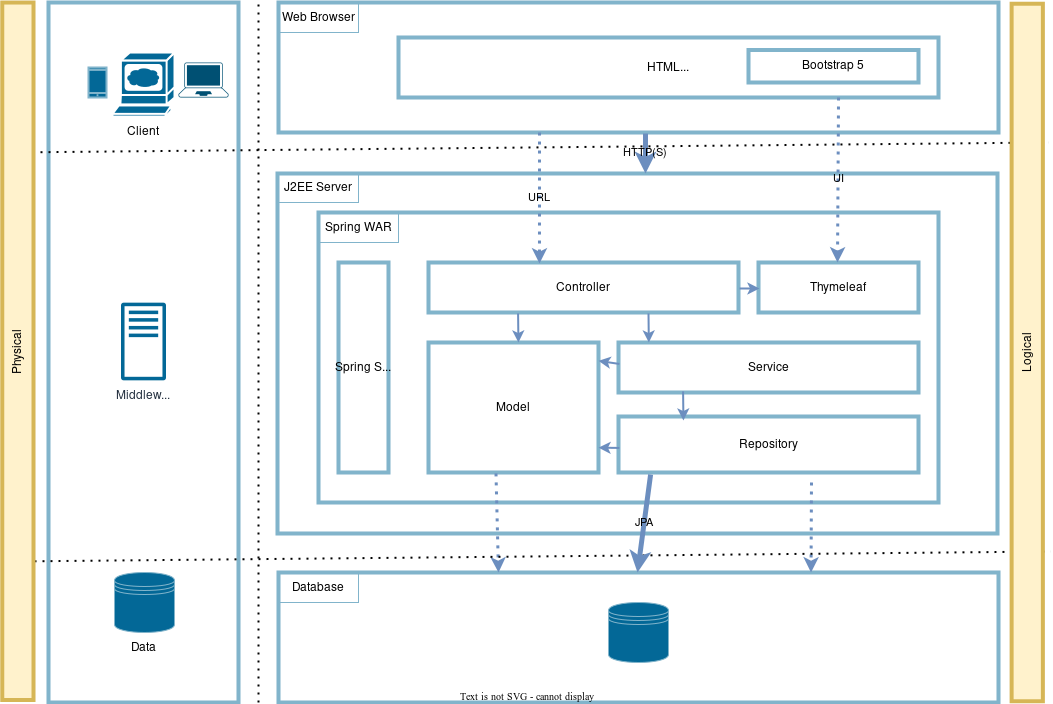 Web Browser
HTML...
Bootstrap 5
Client
HTTP(S)
UI
J2EE Server
URL
Spring WAR
Controller
Thymeleaf
Physical
Logical
Spring S...
Service
Middlew...
Model
Repository
JPA
Database
Data
Text is not SVG - cannot display